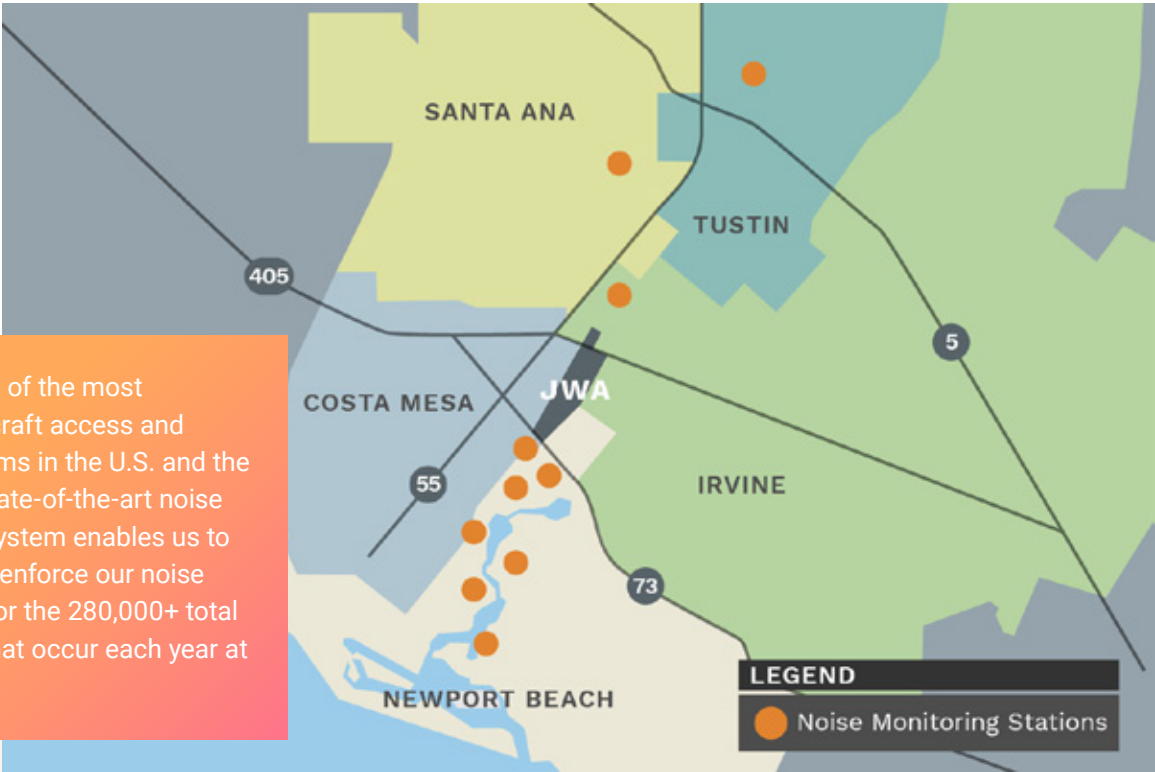 SANTA ANA
TUSTIN
405
5
JWA
COSTA MESA
55
IRVINE
73
NEWPORT BEACH
of the most
craft access and
ms in the U.S. and the
ate-of-the-art noise
ystem enables us to
enforce our noise
or the 280,000+ total
at occur each year at
LEGEND
Noise Monitoring Stations